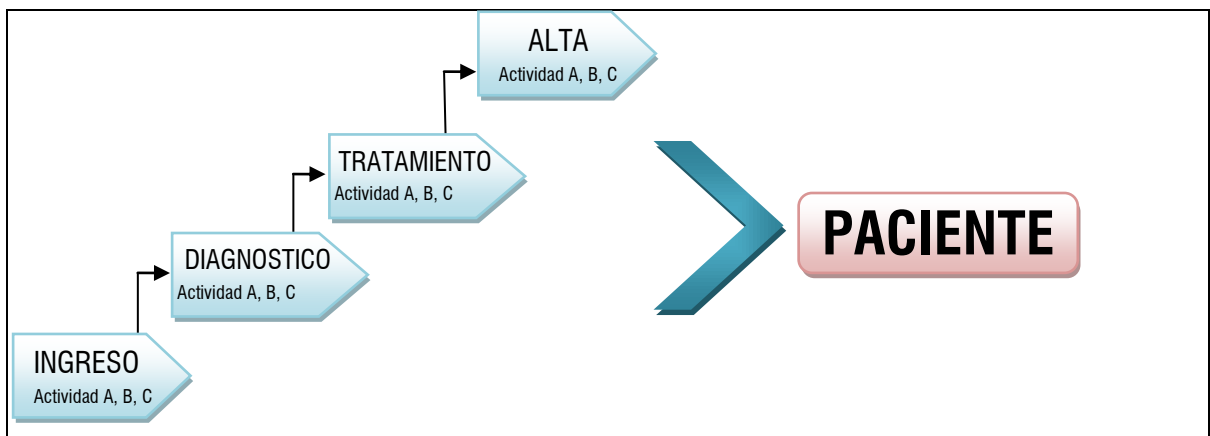 ALTA
Actividad A, B, C
TRATAMIENTO
Actividad A, B, C
DIAGNOSTICO
Actividad A, B, C
INGRESO
Actividad A, B, C
PACIENTE